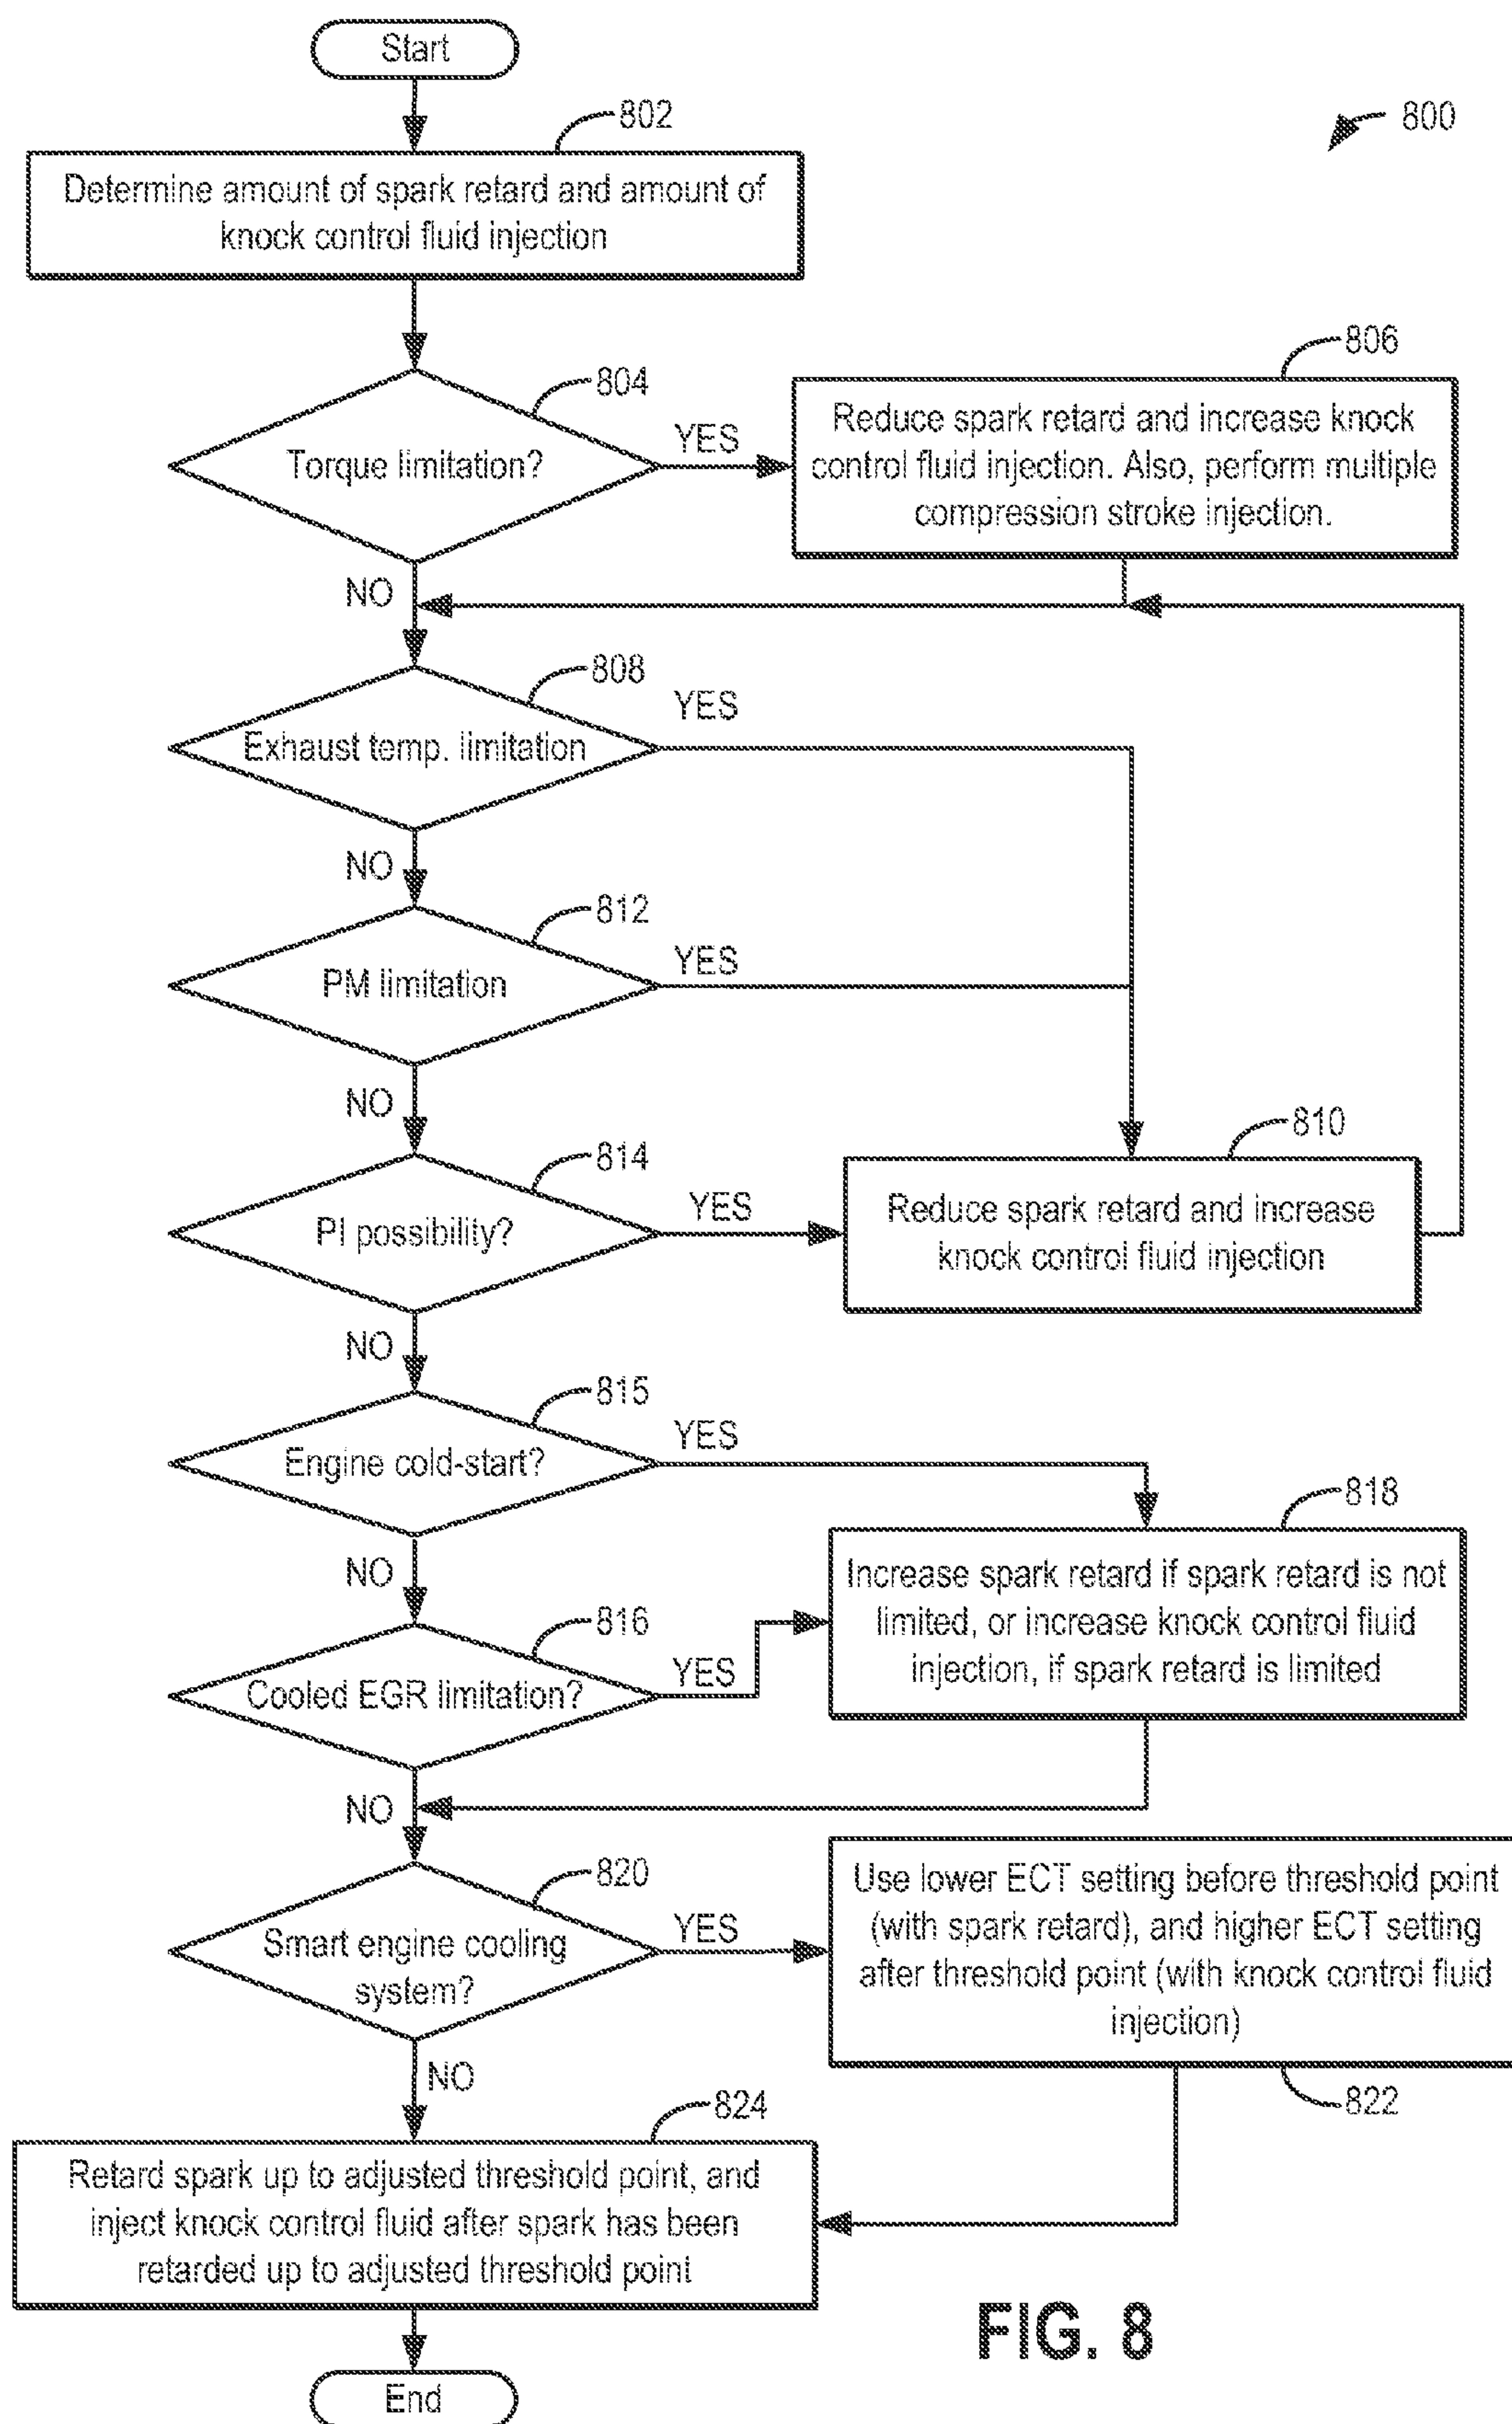 Start
800
802
Determine amount of spark retard and amount of
knock control fluid injection
804
Torque limitation?
YES
NO
806
Reduce spark retard and increase knock
control fluid injection. Also, perform multiple
compression stroke injection.
808
Exhaust temp. limitation
YES
NO
812
PM limitation
YES
NO
814
PI possibility?
YES
NO
810
Reduce spark retard and increase
knock control fluid injection
815
Engine cold-start?
YES
NO
818
Increase spark retard if spark retard is not
limited, or increase knock control fluid
injection, if spark retard is limited
816
Cooled EGR limitation?
YES
NO
820
Smart engine cooling
system?
YES
NO
Use lower ECT setting before threshold point
(with spark retard), and higher ECT setting
after threshold point (with knock control fluid
injection)
822
824
Retard spark up to adjusted threshold point, and
inject knock control fluid after spark has been
retarded up to adjusted threshold point
End
FIG. 8